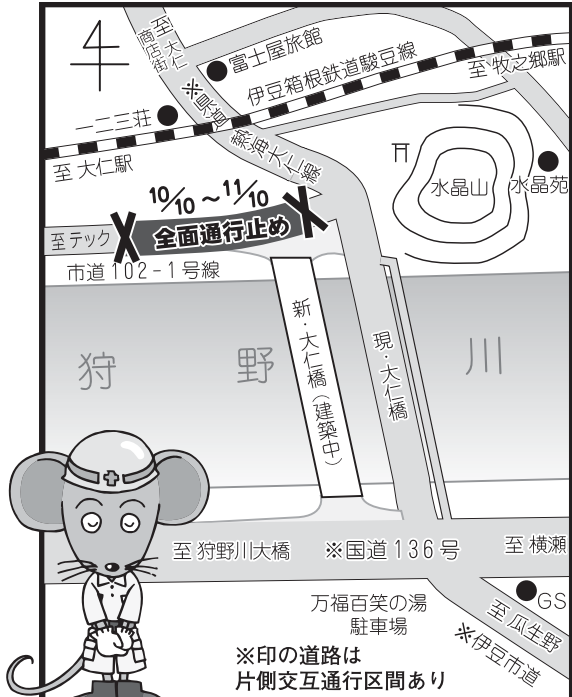 至大仁
商店街
富士屋旅館
伊豆箱根鉄道駿豆線
至 牧之郷駅
一二三荘
※県道
熱海大仁線
至 大仁駅
水晶山
水晶苑
10/10~11/10
全面通行止め
至テック
市道102-1号線
狩野川
新・大仁橋(建築中)
現・大仁橋
至 狩野川大橋
※国道136号
至 横瀬
GS
万福百笑の湯
駐車場
至 瓜生野
※伊豆市道
※印の道路は
片側交互通行区間あり